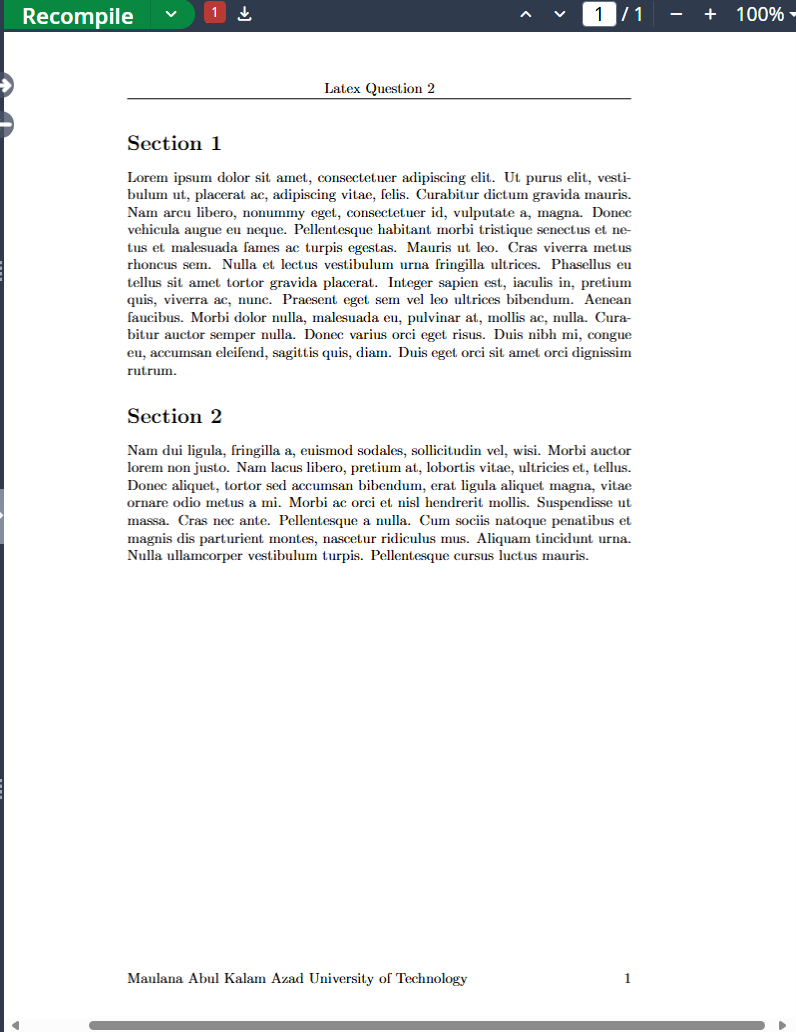 Recompile 1 1 / 1 − + 100%
Latex Question 2
Section 1
Lorem ipsum dolor sit amet, consectetuer adipiscing elit. Ut purus elit, vesti-
bulum ut, placerat ac, adipiscing vitae, felis. Curabitur dictum gravida mauris.
Nam arcu libero, nonummy eget, consectetuer id, vulputate a, magna. Donec
vehicula augue eu neque. Pellentesque habitant morbi tristique senectus et ne-
tus et malesuada fames ac turpis egestas. Mauris ut leo. Cras viverra metus
rhoncus sem. Nulla et lectus vestibulum urna fringilla ultrices. Phasellus eu
tellus sit amet tortor gravida placerat. Integer sapien est, iaculis in, pretium
quis, viverra ac, nunc. Praesent eget sem vel leo ultrices bibendum. Aenean
faucibus. Morbi dolor nulla, malesuada eu, pulvinar at, mollis ac, nulla. Cura-
bitur auctor semper nulla. Donec varius orci eget risus. Duis nibh mi, congue
eu, accumsan eleifend, sagittis quis, diam. Duis eget orci sit amet orci dignissim
rutrum.
Section 2
Nam dui ligula, fringilla a, euismod sodales, sollicitudin vel, wisi. Morbi auctor
lorem non justo. Nam lacus libero, pretium at, lobortis vitae, ultricies et, tellus.
Donec aliquet, tortor sed accumsan bibendum, erat ligula aliquet magna, vitae
ornare odio metus a mi. Morbi ac orci et nisl hendrerit mollis. Suspendisse ut
massa. Cras nec ante. Pellentesque a nulla. Cum sociis natoque penatibus et
magnis dis parturient montes, nascetur ridiculus mus. Aliquam tincidunt urna.
Nulla ullamcorper vestibulum turpis. Pellentesque cursus luctus mauris.
Maulana Abul Kalam Azad University of Technology 1